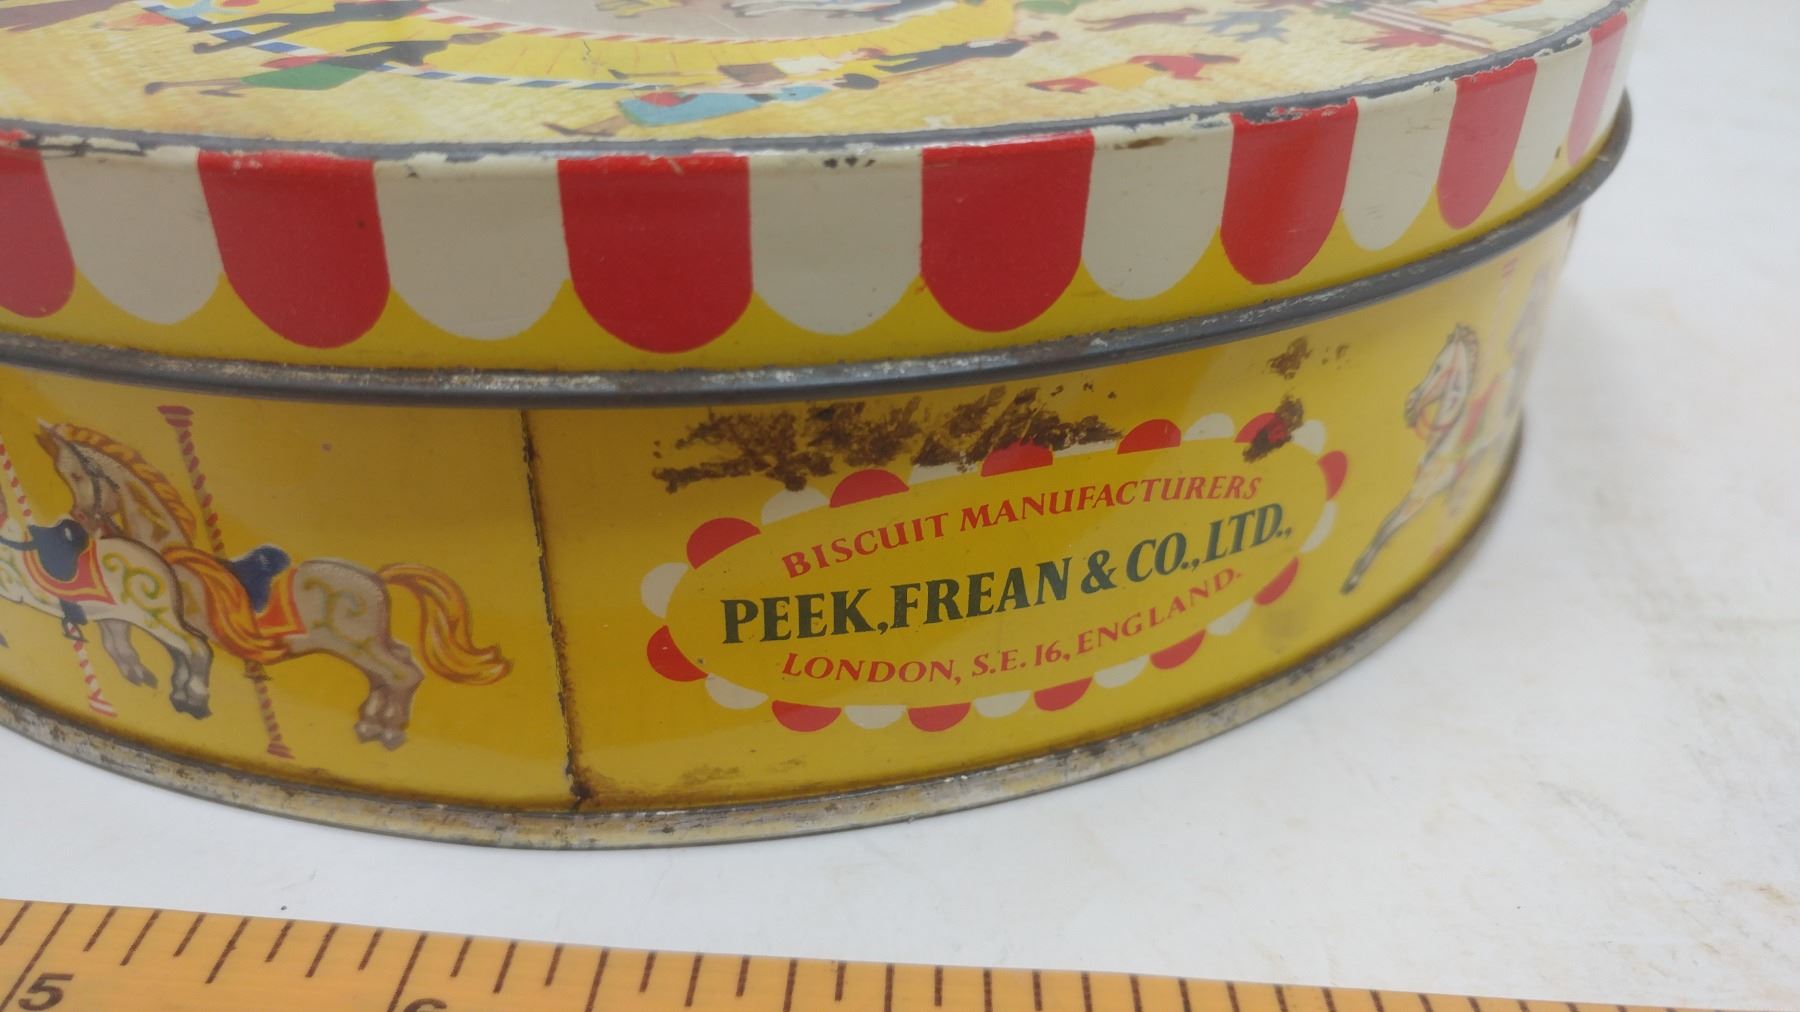 BISCUIT MANUFACTURERS
PEEK, FREAN & CO., LTD.,
LONDON, S.E. 16, ENGLAND.
5
6